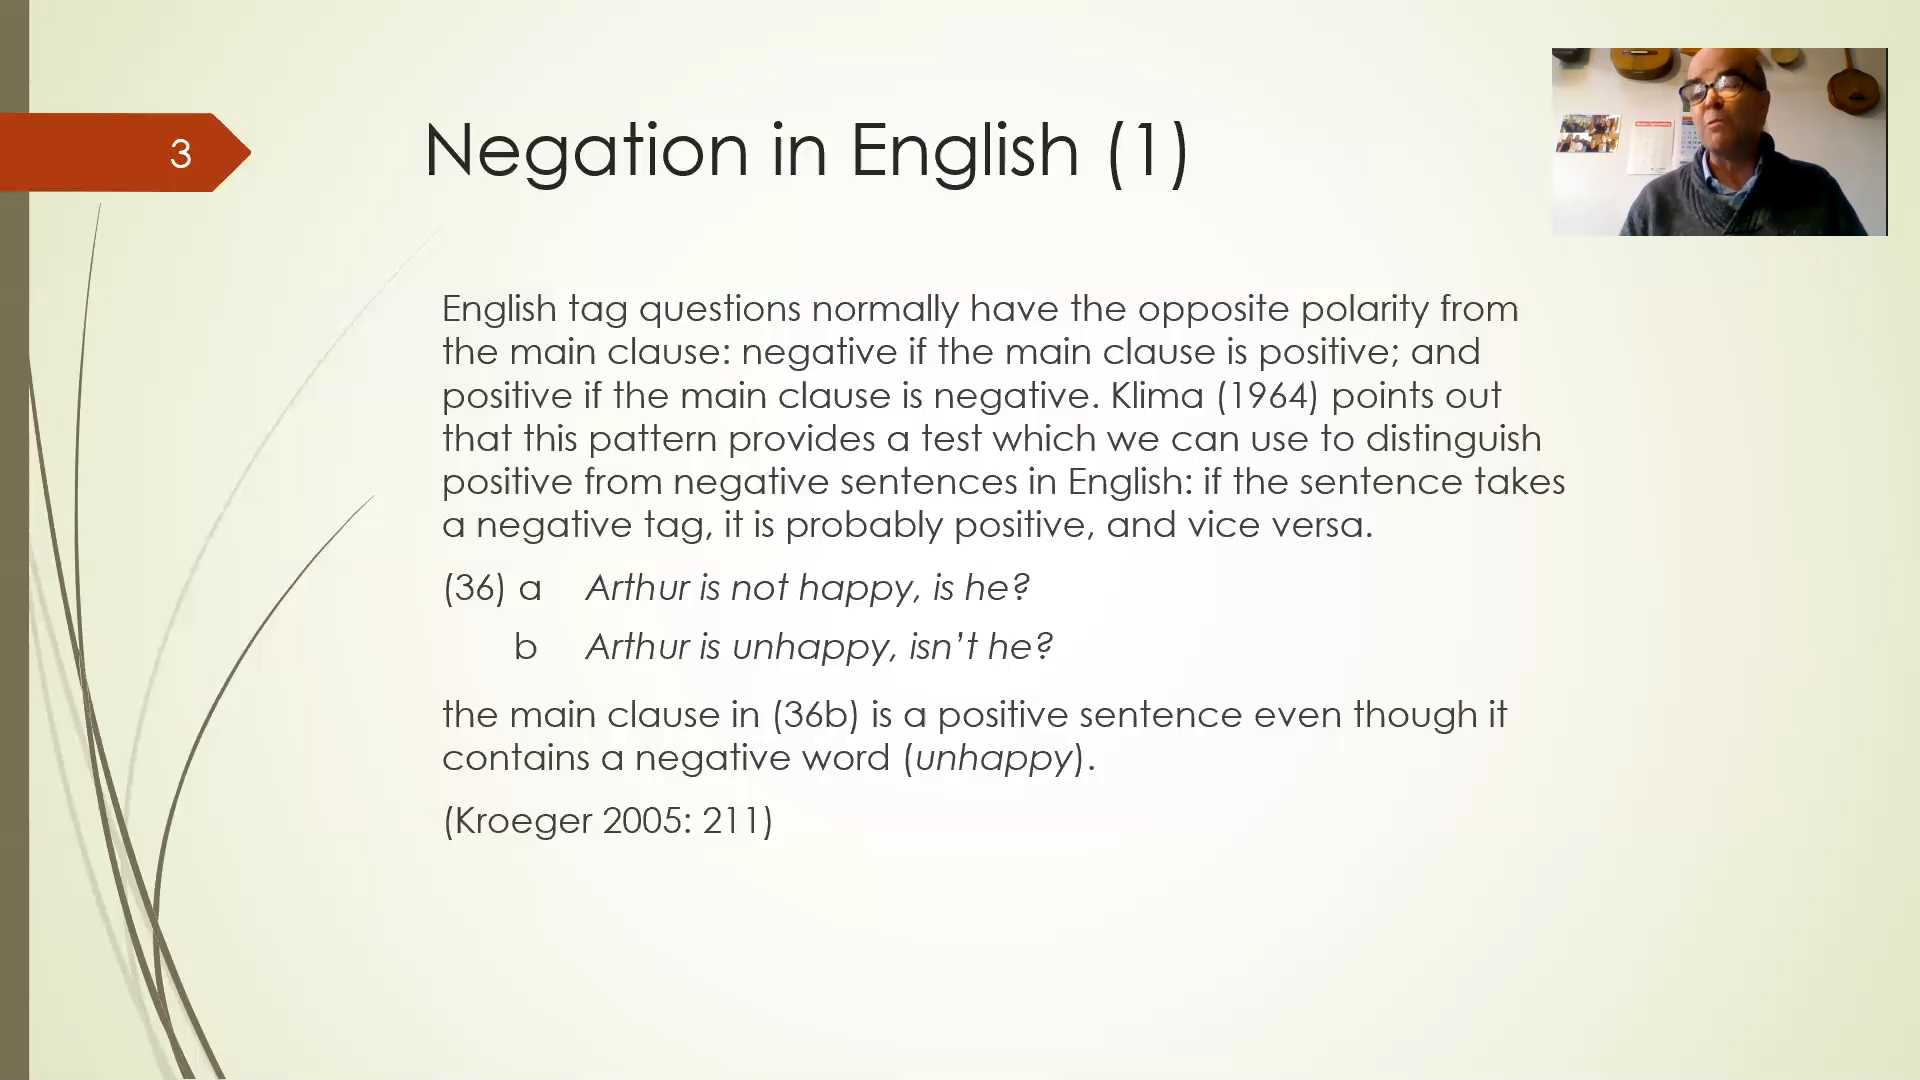 3
Negation in English (1)
English tag questions normally have the opposite polarity from
the main clause: negative if the main clause is positive; and
positive if the main clause is negative. Klima (1964) points out
that this pattern provides a test which we can use to distinguish
positive from negative sentences in English: if the sentence takes
a negative tag, it is probably positive, and vice versa.
(36) a Arthur is not happy, is he?
b Arthur is unhappy, isn’t he?
the main clause in (36b) is a positive sentence even though it
contains a negative word (unhappy).
(Kroeger 2005: 211)